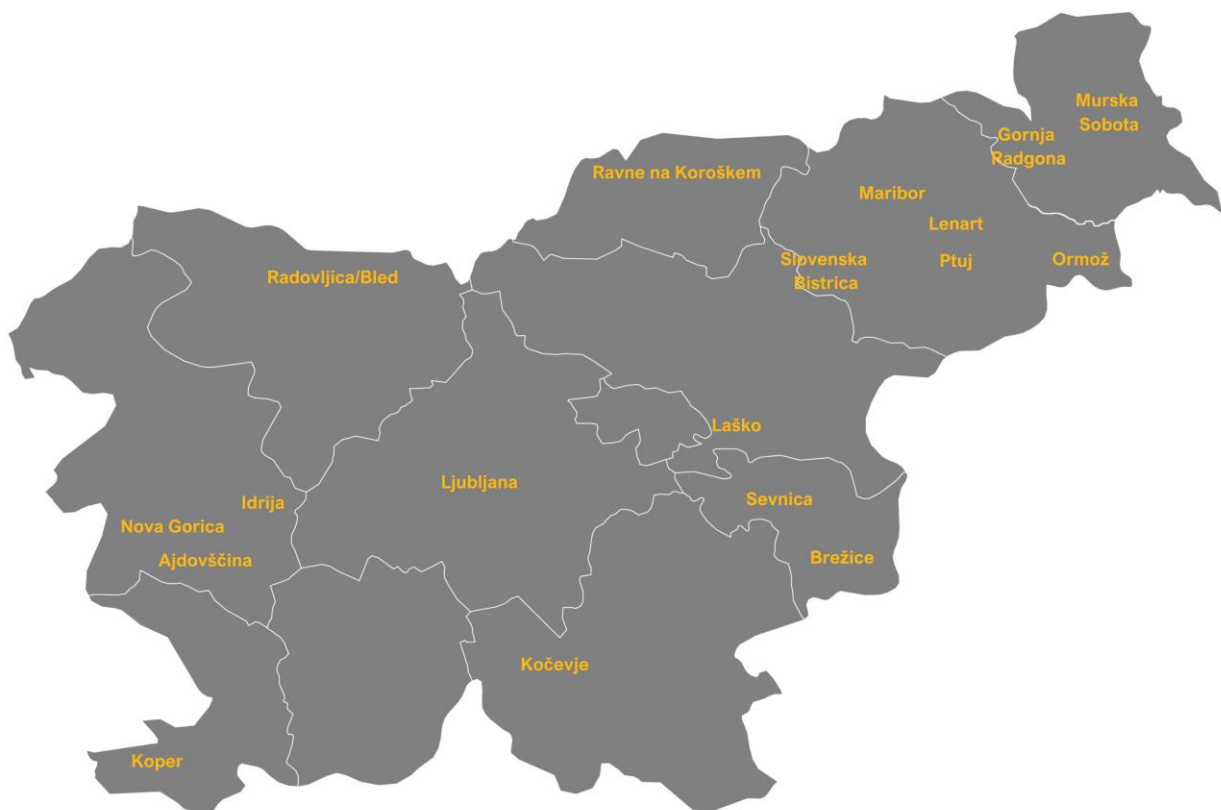 Murska
Sobota
Gornja
Radgona
Ravne na Koroškem
Maribor
Lenart
Slovenska
Bistrica
Ptuj
Ormož
Radovljica/Bled
Laško
Ljubljana
Sevnica
Idrija
Nova Gorica
Ajdovščina
Brežice
Kočevje
Koper